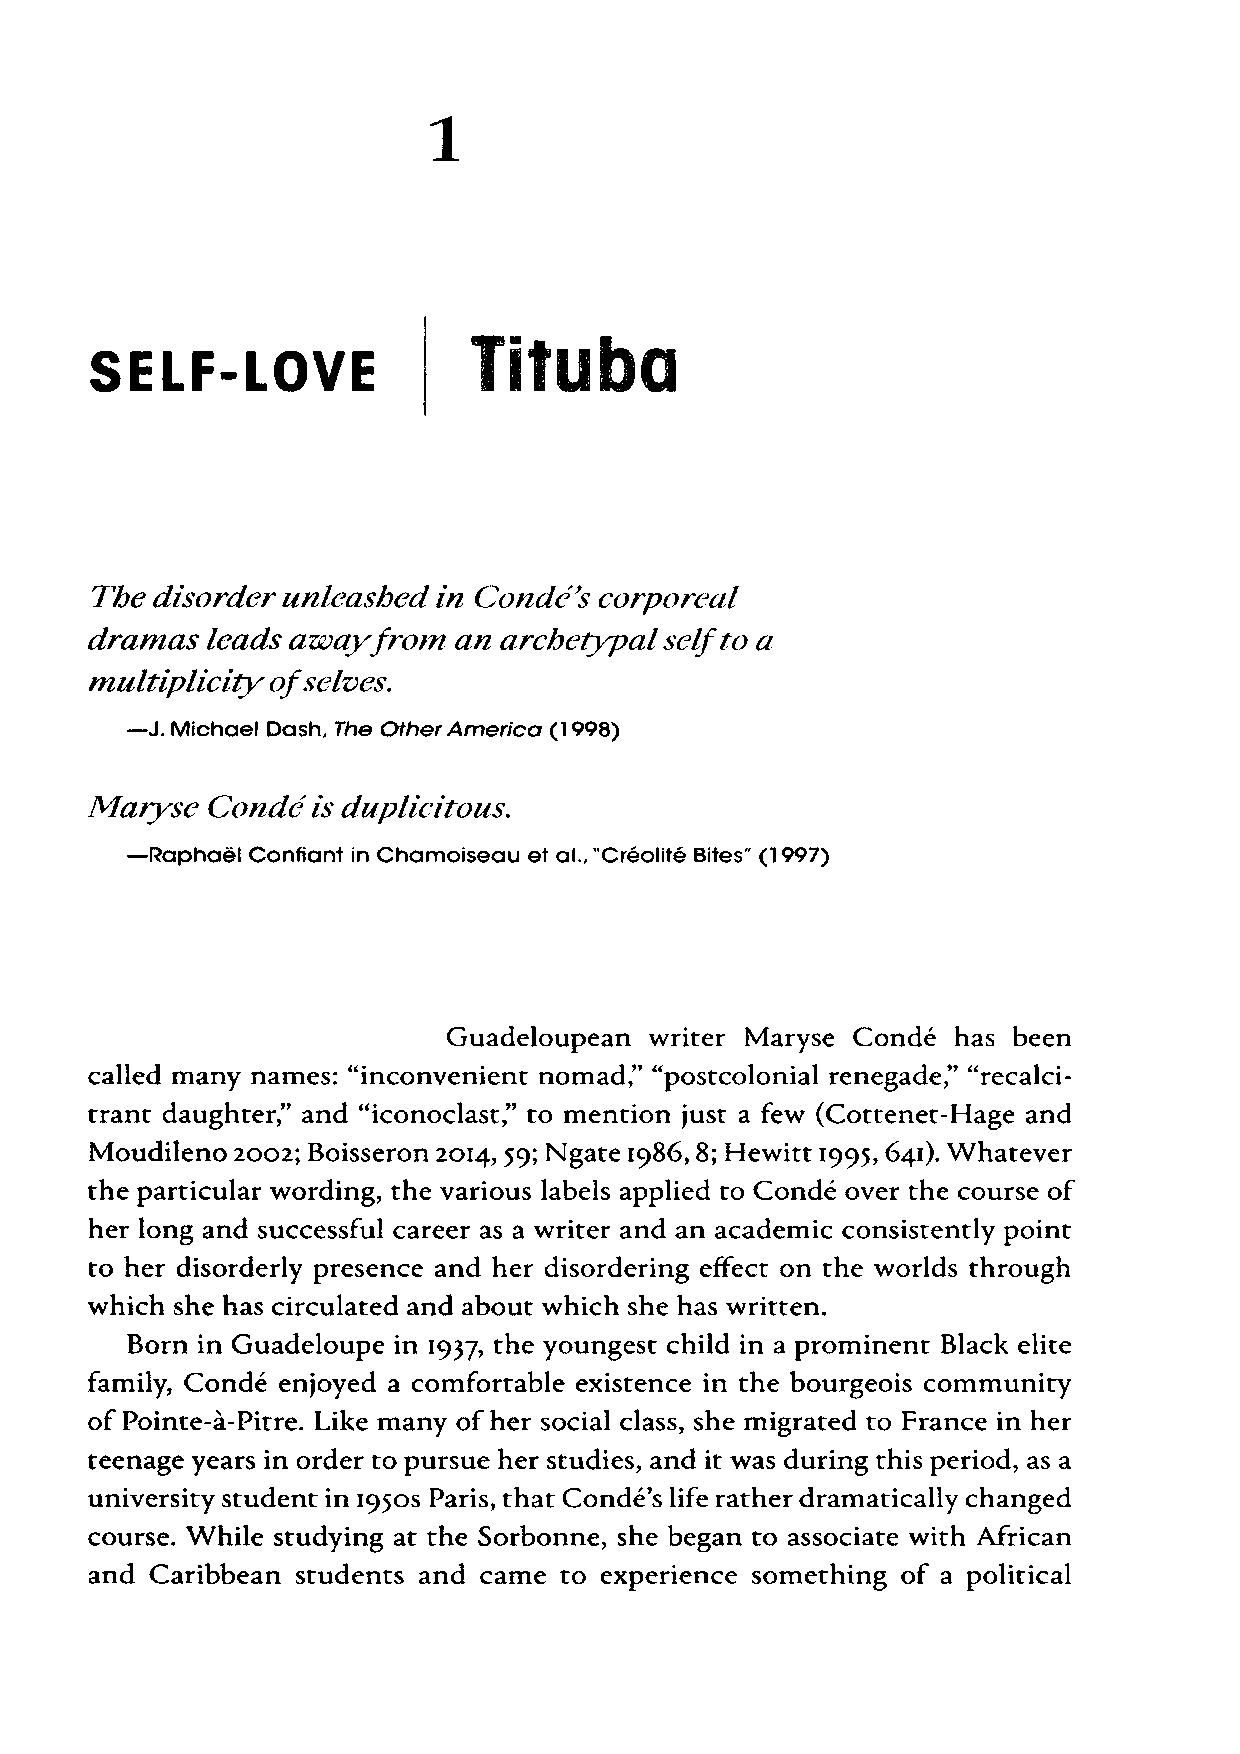 1
SELF-LOVE | Tituba
The disorder unleashed in Condé's corporeal
dramas leads away from an archetypal self to a
multiplicity of selves.
—J. Michael Dash, The Other America (1998)
Maryse Condé is duplicitous.
—Raphaël Confiant in Chamoiseau et al., "Créolité Bites" (1997)
Guadeloupean writer Maryse Condé has been
called many names: “inconvenient nomad,” “postcolonial renegade,” “recalci-
trant daughter,” and “iconoclast,” to mention just a few (Cottenet-Hage and
Moudileno 2002; Boisseron 2014, 59; Ngate 1986, 8; Hewitt 1995, 641). Whatever
the particular wording, the various labels applied to Condé over the course of
her long and successful career as a writer and an academic consistently point
to her disorderly presence and her disordering effect on the worlds through
which she has circulated and about which she has written.
Born in Guadeloupe in 1937, the youngest child in a prominent Black elite
family, Condé enjoyed a comfortable existence in the bourgeois community
of Pointe-à-Pitre. Like many of her social class, she migrated to France in her
teenage years in order to pursue her studies, and it was during this period, as a
university student in 1950s Paris, that Condé's life rather dramatically changed
course. While studying at the Sorbonne, she began to associate with African
and Caribbean students and came to experience something of a political